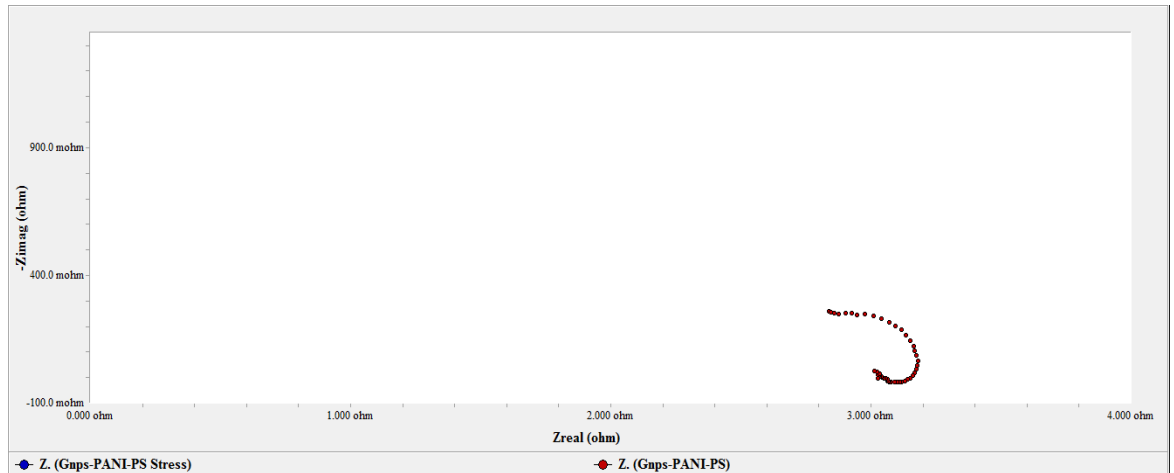 900.0 mohm
-Zimag (ohm)
400.0 mohm
-100.0 mohm
0.000 ohm 1.000 ohm 2.000 ohm 3.000 ohm 4.000 ohm
Zreal (ohm)
Z. (Gnps-PANI-PS Stress) Z. (Gnps-PANI-PS)